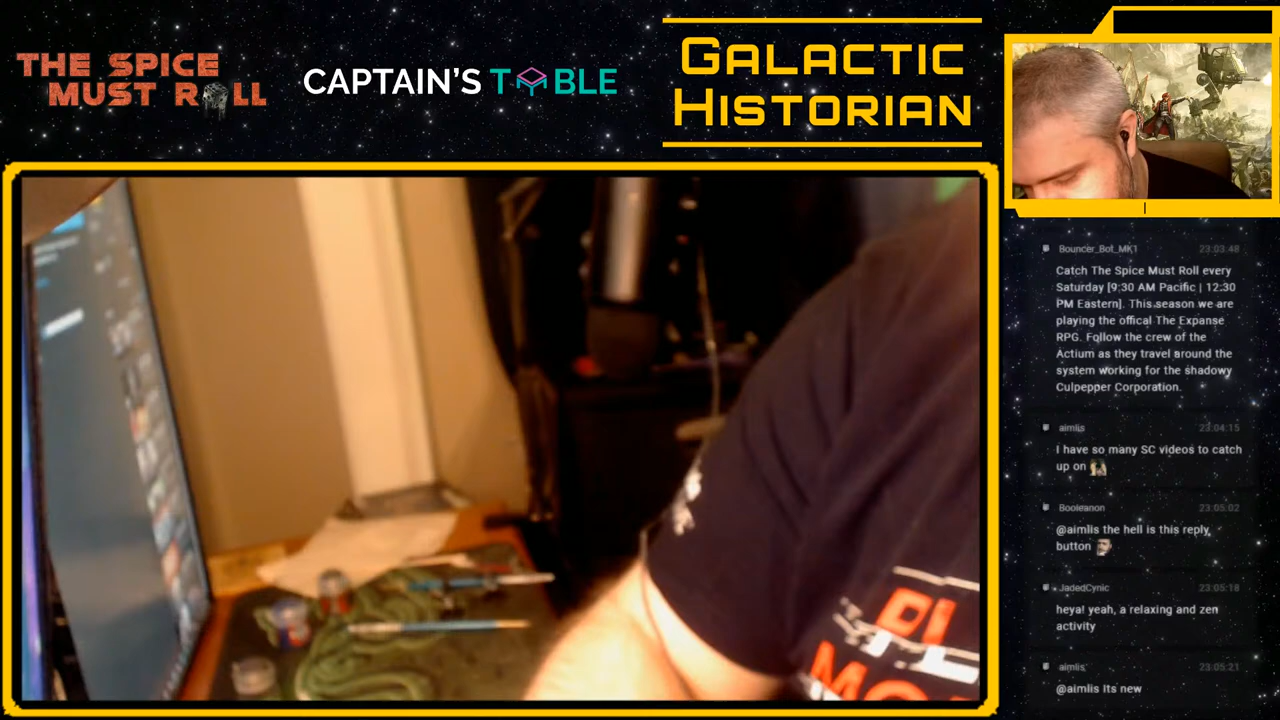 THE SPICE
MUST ROLL
CAPTAIN'S TABLE
GALACTIC
HISTORIAN
Bouncer_Bot_MK1 23:03:48
Catch The Spice Must Roll every
Saturday [9:30 AM Pacific | 12:30
PM Eastern]. This season we are
playing the offical The Expanse
RPG. Follow the crew of the
Actium as they travel around the
system working for the shadowy
Culpepper Corporation.
aimlis 23:04:15
I have so many SC videos to catch
up on
Booleanon 23:05:02
@aimlis the hell is this reply
button
JadedCynic 23:05:18
heya! yeah, a relaxing and zen
activity
aimlis 23:05:21
@aimlis Its new